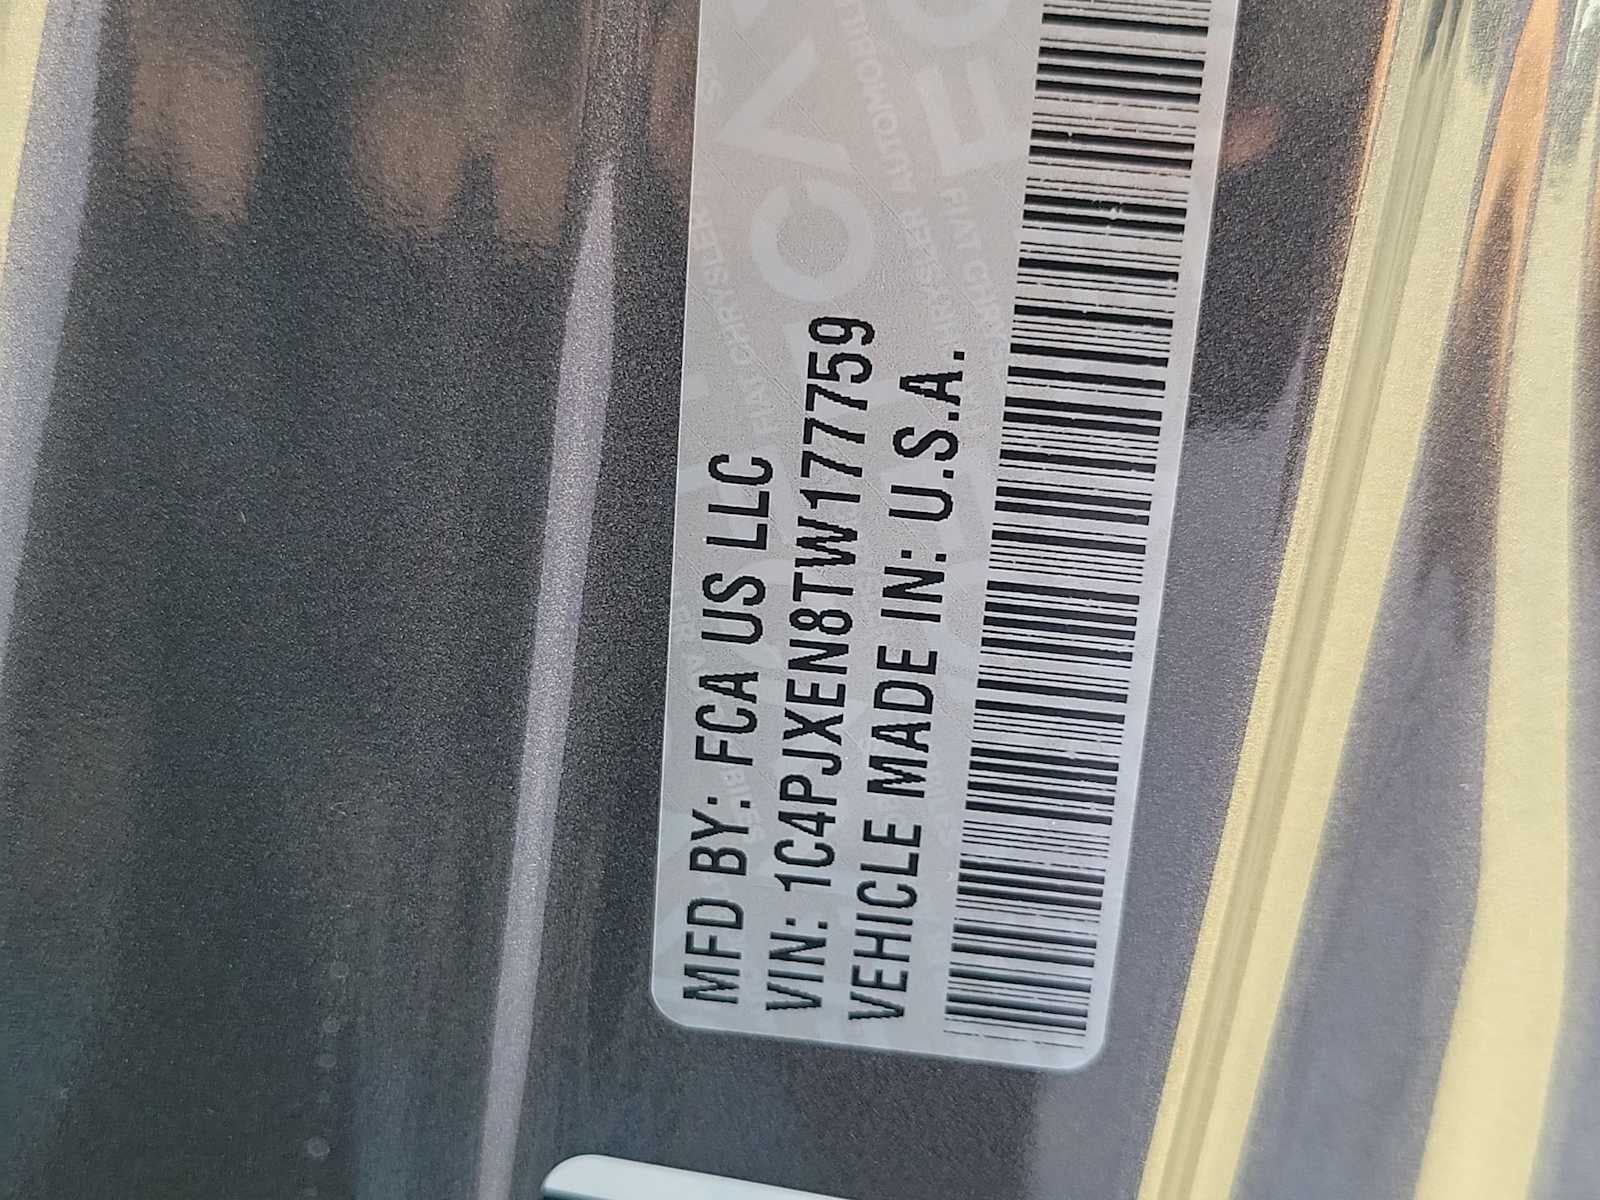 MFD BY: FCA US LLC
VIN: 1C4PJXEN8TW177759
VEHICLE MADE IN: U.S.A.